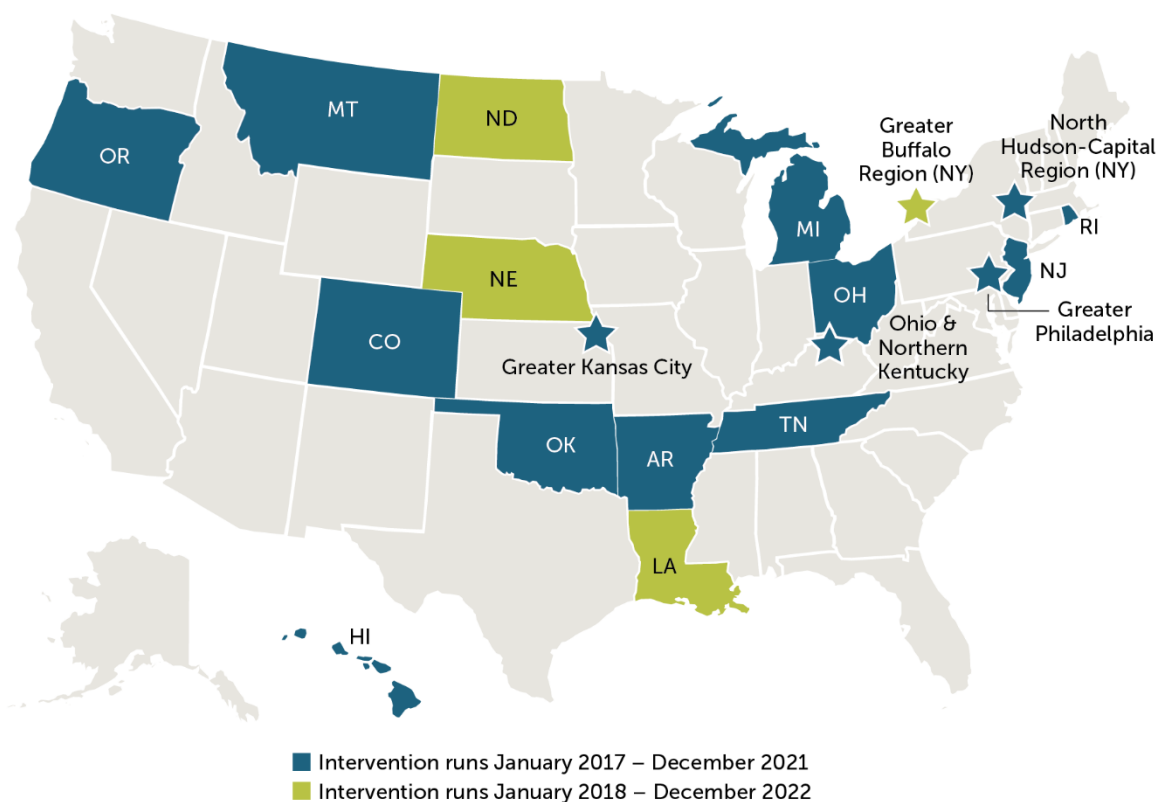 MT
ND
OR
Greater
Buffalo
Region (NY)
North
Hudson-Capital
Region (NY)
MI
RI
NE
OH
NJ
CO
Greater Kansas City
Ohio &
Northern
Kentucky
Greater
Philadelphia
TN
OK
AR
LA
HI
Intervention runs January 2017 – December 2021
Intervention runs January 2018 – December 2022